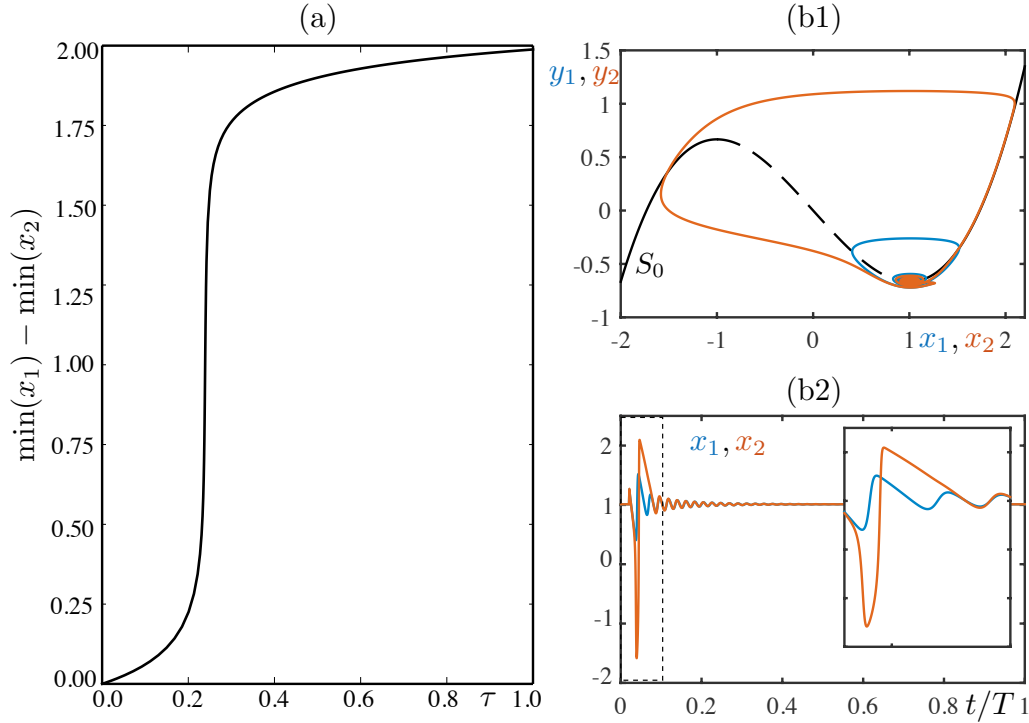 (a)
2.00
1.75
1.50
1.25
1.00
0.75
0.50
0.25
0.00
min(x₁) − min(x₂)
0.0 0.2 0.4 0.6 τ 0.8 1.0
(b1)
y₁, y₂
1.5
1
0.5
0
-0.5
-1
S₀
-2 -1 0 1 x₁, x₂ 2
(b2)
x₁, x₂
2
1
0
-1
-2
0 0.2 0.4 0.6 0.8 t/T 1